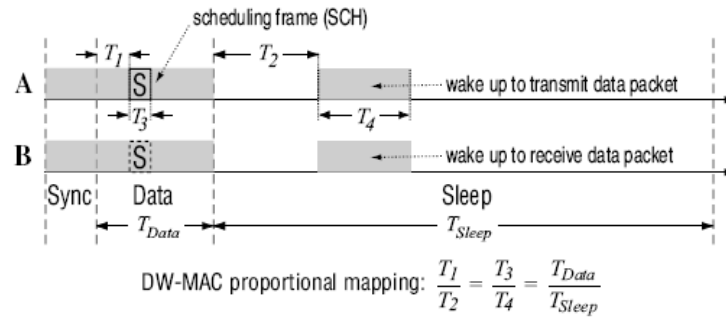 scheduling frame (SCH)
T1 T2
A S wake up to transmit data packet
T3 T4
B S wake up to receive data packet
Sync Data Sleep
TData TSleep
DW-MAC proportional mapping: T1/T2 = T3/T4 = TData/TSleep